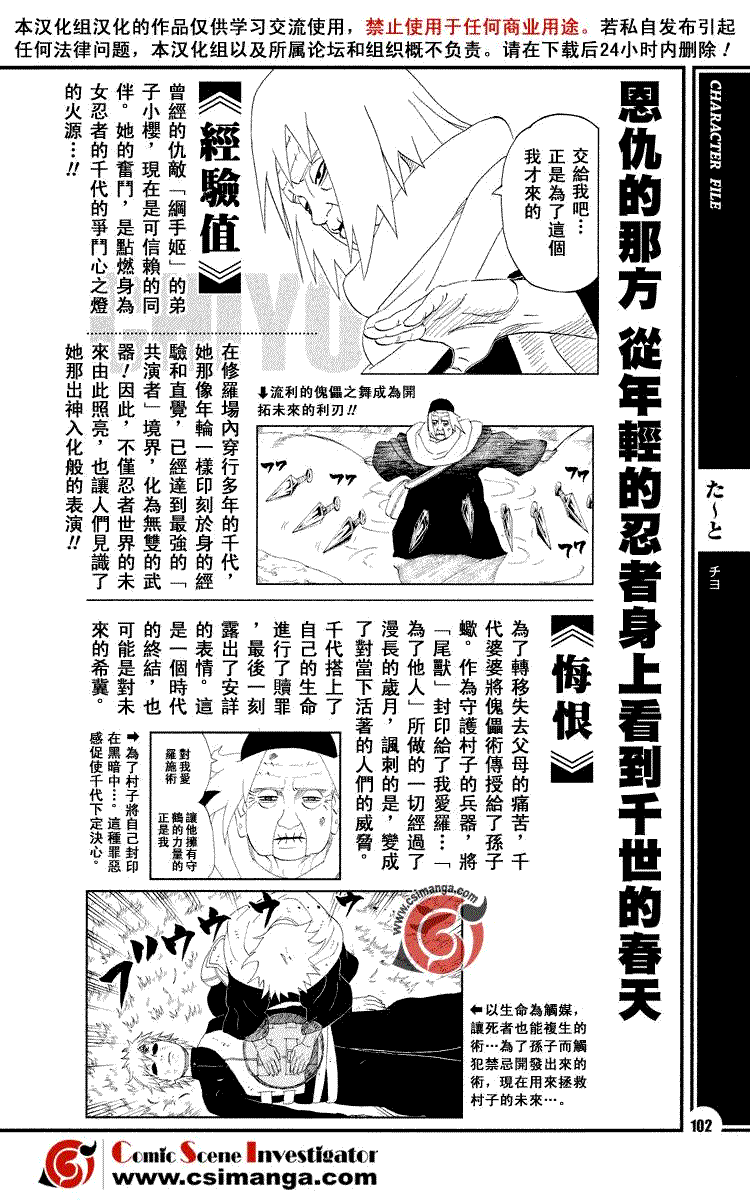 本汉化组汉化的作品仅供学习交流使用，禁止使用于任何商业用途。若私自发布引起
任何法律问题，本汉化组以及所属论坛和组织概不负责。请在下载后24小时内删除！
CHARACTER FILE
恩仇的那方 從年輕的忍者身上看到千世的春天
た～と
チヨ
交給我吧…
正是為了這個
我才來的
《經驗值》
CHIYO
曾經的仇敵「綱手姬」的弟
子小櫻，現在是可信賴的同
伴。她的奮鬥，是點燃身為
女忍者的千代的爭鬥心之燈
的火源…!!
在修羅場內穿行多年的千代，
她那像年輪一樣印刻於身的經
驗和直覺，已經達到最強的「
共演者」境界，化為無雙的武
器！因此，不僅忍者世界的未
來由此照亮，也讓人們見識了
她那出神入化般的表演!!
⬇流利的傀儡之舞成為開
拓未來的利刃!!
フッ
フッ
フッ
フッ
《悔恨》
為了轉移失去父母的痛苦，千
代婆婆將傀儡術傳授給了孫子
蠍。作為守護村子的兵器，將
「尾獸」封印給了我愛羅…「
為了他人」所做的一切經過了
漫長的歲月，諷刺的是，變成
了對當下活著的人們的威脅。
千代搭上了
自己的生命
進行了贖罪
，最後一刻
露出了安詳
的表情。這
是一個時代
的終結，也
可能是對未
來的希冀。
對我愛
羅施術
讓他擁有守
鶴的力量的
正是我
➡為了村子將自己封印
在黑暗中…。這種罪惡
感促使千代下定決心。
ブゥウゥウゥ
www.csimanga.com
⬅以生命為觸媒，
讓死者也能複生的
術…為了孫子而觸
犯禁忌開發出來的
術，現在用來拯救
村子的未來…。
102
Comic Scene Investigator
www.csimanga.com